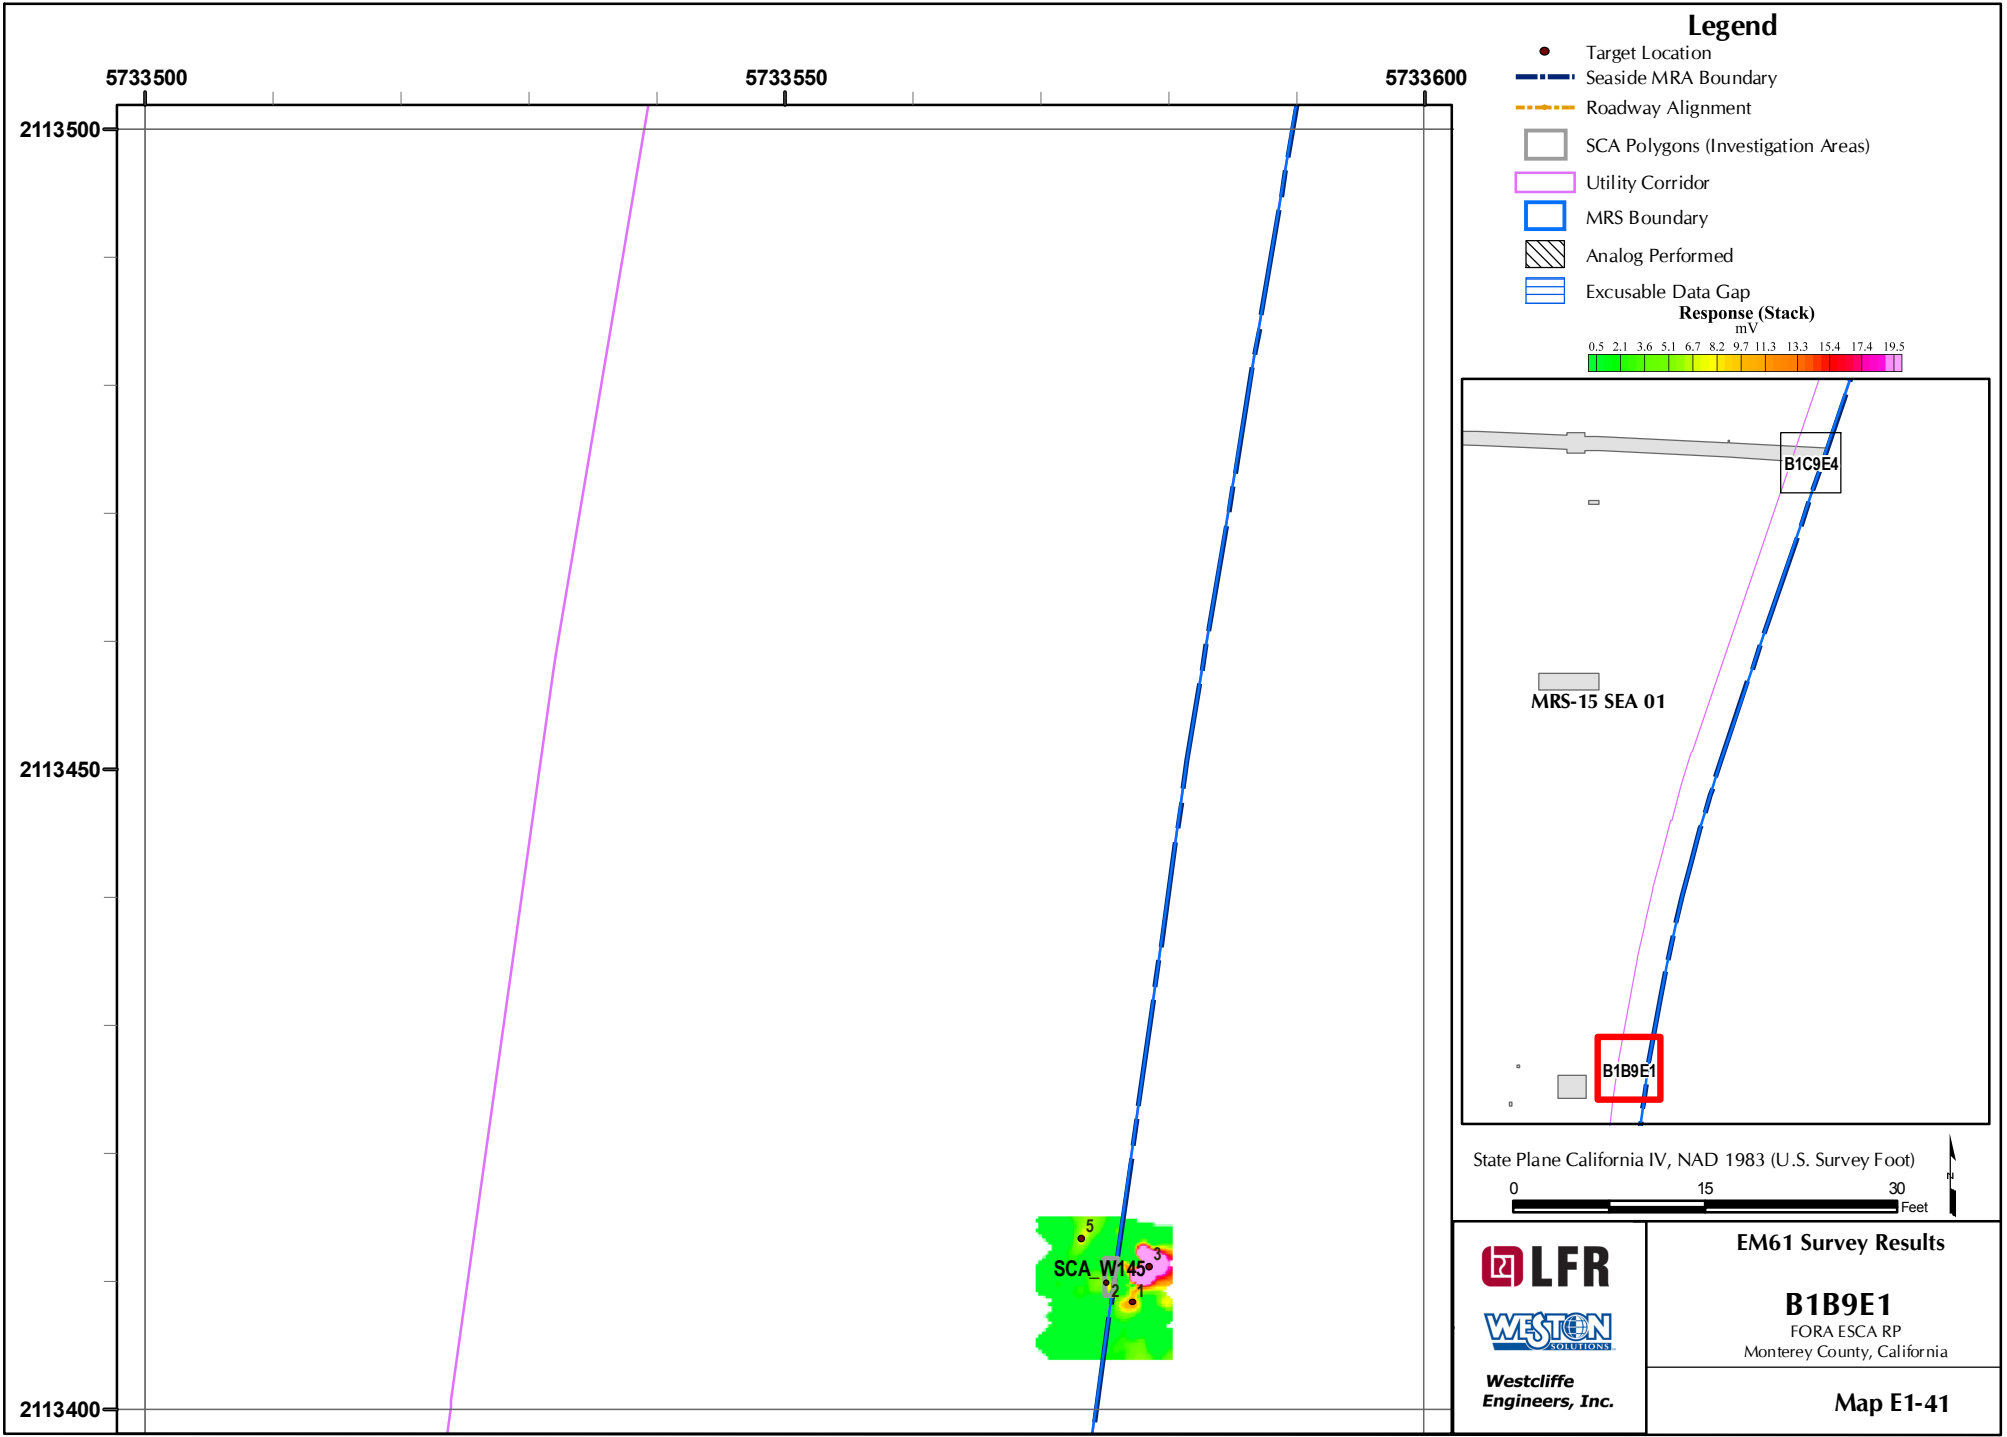 Legend
Target Location
Seaside MRA Boundary
Roadway Alignment
SCA Polygons (Investigation Areas)
Utility Corridor
MRS Boundary
Analog Performed
Excusable Data Gap
Response (Stack)
mV
0.5 2.1 3.6 5.1 6.7 8.2 9.7 11.3 13.3 15.4 17.4 19.5
5733500 5733550 5733600
2113500
2113450
2113400
5
3
SCA_W145
2
1
B1C9E4
MRS-15 SEA 01
B1B9E1
State Plane California IV, NAD 1983 (U.S. Survey Foot)
N
0 15 30
Feet
LFR
WESTON
SOLUTIONS
Westcliffe
Engineers, Inc.
EM61 Survey Results
B1B9E1
FORA ESCA RP
Monterey County, California
Map E1-41